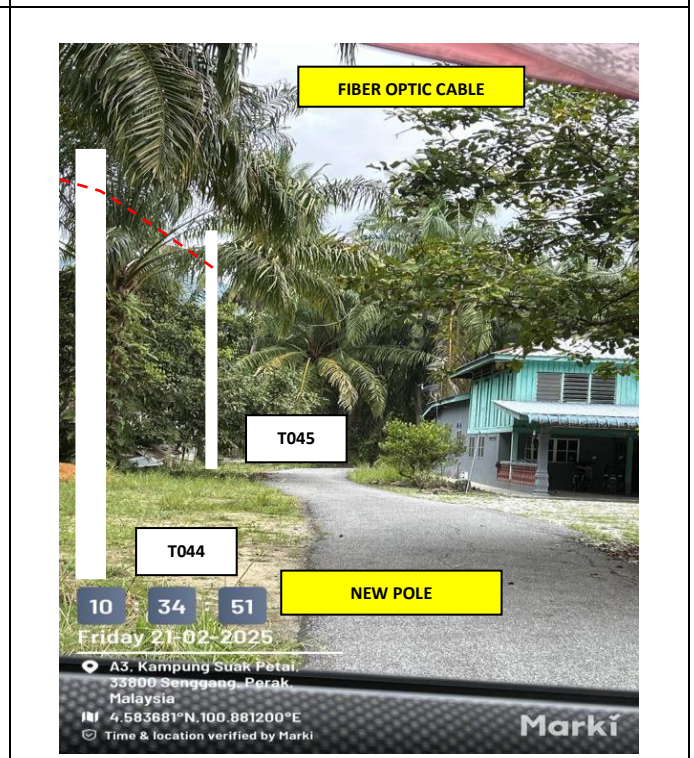 FIBER OPTIC CABLE
T045
T044
NEW POLE
10 : 34 : 51
Friday 21-02-2025
A3, Kampung Suak Petai,
33800 Senggang, Perak,
Malaysia
4.583681°N,100.881200°E
Time & location verified by Marki
Marki